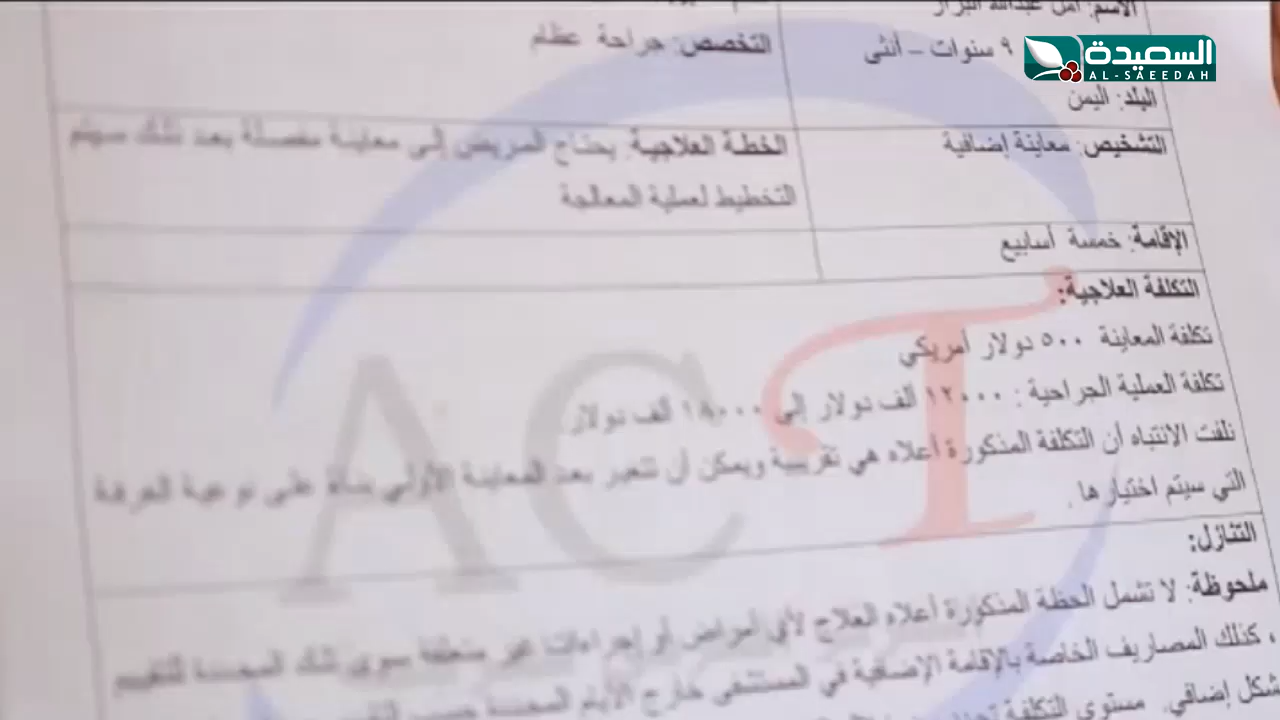 السعيدة
AL-SAEEDAH
الاسم: أمل عبدالله البزاز
٩ سنوات – أنثى
التخصص: جراحة عظام
البلد: اليمن
التشخيص: معاينة إضافية
الخطة العلاجية: يحتاج المريض إلى معاينة مفصلة بعد ذلك سيتم
التخطيط لعملية المعالجة
الإقامة: خمسة أسابيع
التكلفة العلاجية:
تكلفة المعاينة ٥٠٠ دولار أمريكي
تكلفة العملية الجراحية : ١٢٠٠٠ ألف دولار إلى ١٨٠٠٠ ألف دولار
نلفت الانتباه أن التكلفة المذكورة أعلاه هي تقريبية ويمكن أن تتغير بعد المعاينة الأولى بناء على نوعية الغرفة
التي سيتم اختيارها .
التنازل:
ملحوظة: لا تشمل الخطة المذكورة أعلاه العلاج لأي أمراض أو إجراءات غير متعلقة سوى تلك المحددة للتقييم
، كذلك المصاريف الخاصة بالإقامة الإضافية في المستشفى خارج الأيام المحددة حسب
شكل إضافي. مستوى التكلفة
ACT